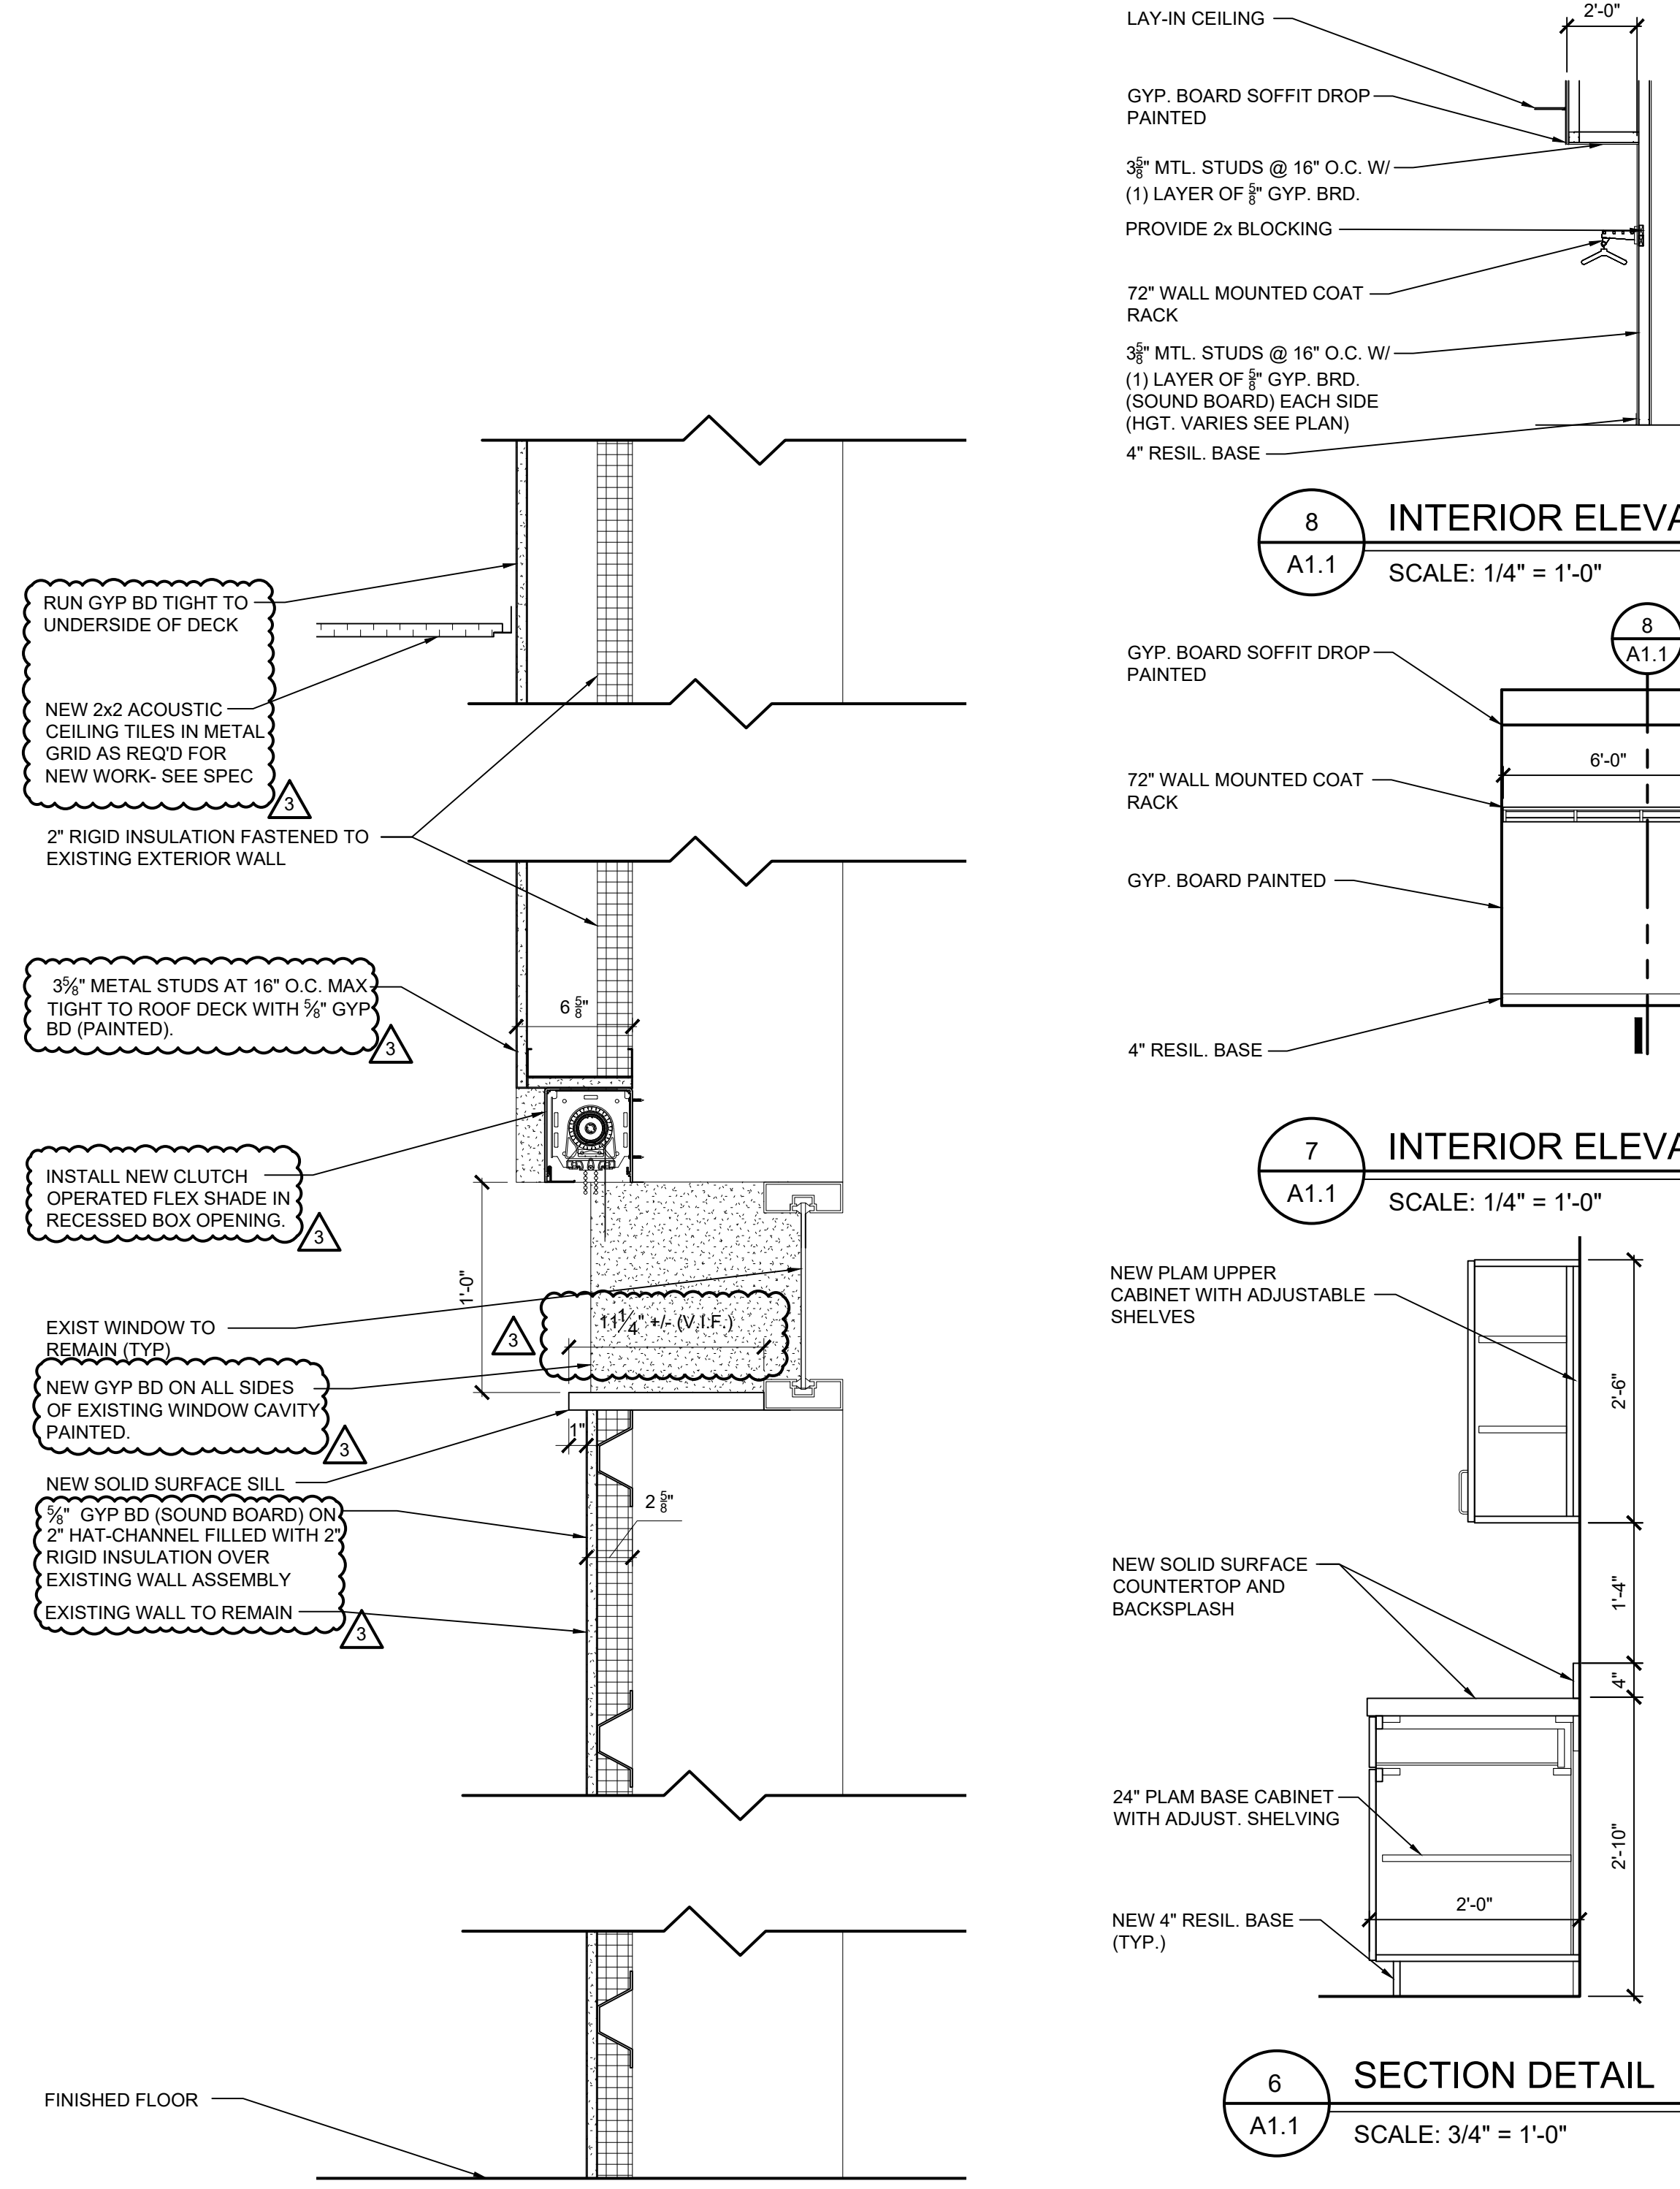 RUN GYP BD TIGHT TO
UNDERSIDE OF DECK
NEW 2x2 ACOUSTIC
CEILING TILES IN METAL
GRID AS REQ'D FOR
NEW WORK- SEE SPEC
3
2" RIGID INSULATION FASTENED TO
EXISTING EXTERIOR WALL
3⅝" METAL STUDS AT 16" O.C. MAX
TIGHT TO ROOF DECK WITH ⅝" GYP
BD (PAINTED).
3
6 ⅝"
INSTALL NEW CLUTCH
OPERATED FLEX SHADE IN
RECESSED BOX OPENING.
3
1'-0"
EXIST WINDOW TO
REMAIN (TYP)
3
11¼" +/- (V.I.F.)
NEW GYP BD ON ALL SIDES
OF EXISTING WINDOW CAVITY
PAINTED.
3
1"
NEW SOLID SURFACE SILL
⅝" GYP BD (SOUND BOARD) ON
2" HAT-CHANNEL FILLED WITH 2"
RIGID INSULATION OVER
EXISTING WALL ASSEMBLY
EXISTING WALL TO REMAIN
3
2 ⅝"
FINISHED FLOOR
2'-0"
LAY-IN CEILING
GYP. BOARD SOFFIT DROP
PAINTED
3⅝" MTL. STUDS @ 16" O.C. W/
(1) LAYER OF ⅝" GYP. BRD.
PROVIDE 2x BLOCKING
72" WALL MOUNTED COAT
RACK
3⅝" MTL. STUDS @ 16" O.C. W/
(1) LAYER OF ⅝" GYP. BRD.
(SOUND BOARD) EACH SIDE
(HGT. VARIES SEE PLAN)
4" RESIL. BASE
8
A1.1
INTERIOR ELEVA
SCALE: 1/4" = 1'-0"
8
A1.1
GYP. BOARD SOFFIT DROP
PAINTED
6'-0"
72" WALL MOUNTED COAT
RACK
GYP. BOARD PAINTED
4" RESIL. BASE
7
A1.1
INTERIOR ELEVA
SCALE: 1/4" = 1'-0"
NEW PLAM UPPER
CABINET WITH ADJUSTABLE
SHELVES
2'-6"
NEW SOLID SURFACE
COUNTERTOP AND
BACKSPLASH
1'-4"
4"
24" PLAM BASE CABINET
WITH ADJUST. SHELVING
2'-10"
2'-0"
NEW 4" RESIL. BASE
(TYP.)
6
A1.1
SECTION DETAIL
SCALE: 3/4" = 1'-0"